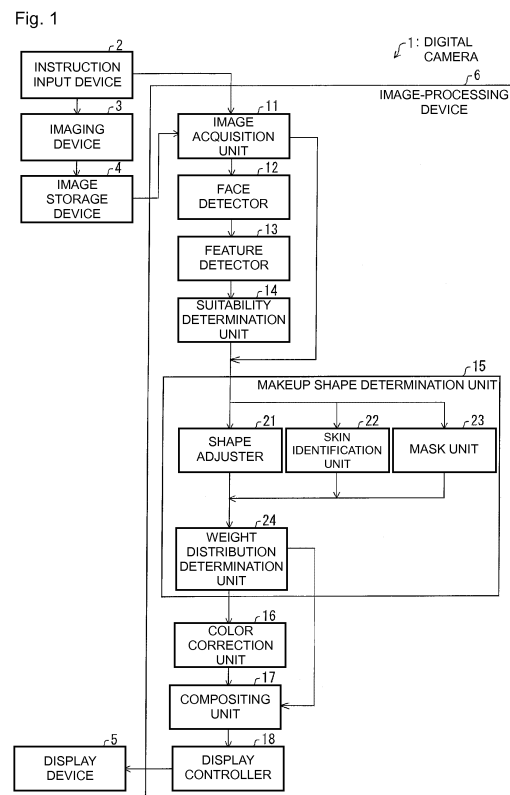 Fig. 1
1: DIGITAL
CAMERA
2
INSTRUCTION
INPUT DEVICE
6
IMAGE-PROCESSING
DEVICE
3
IMAGING
DEVICE
11
IMAGE
ACQUISITION
UNIT
4
IMAGE
STORAGE
DEVICE
12
FACE
DETECTOR
13
FEATURE
DETECTOR
14
SUITABILITY
DETERMINATION
UNIT
15
MAKEUP SHAPE DETERMINATION UNIT
21
SHAPE
ADJUSTER
22
SKIN
IDENTIFICATION
UNIT
23
MASK UNIT
24
WEIGHT
DISTRIBUTION
DETERMINATION
UNIT
16
COLOR
CORRECTION
UNIT
17
COMPOSITING
UNIT
5
DISPLAY
DEVICE
18
DISPLAY
CONTROLLER